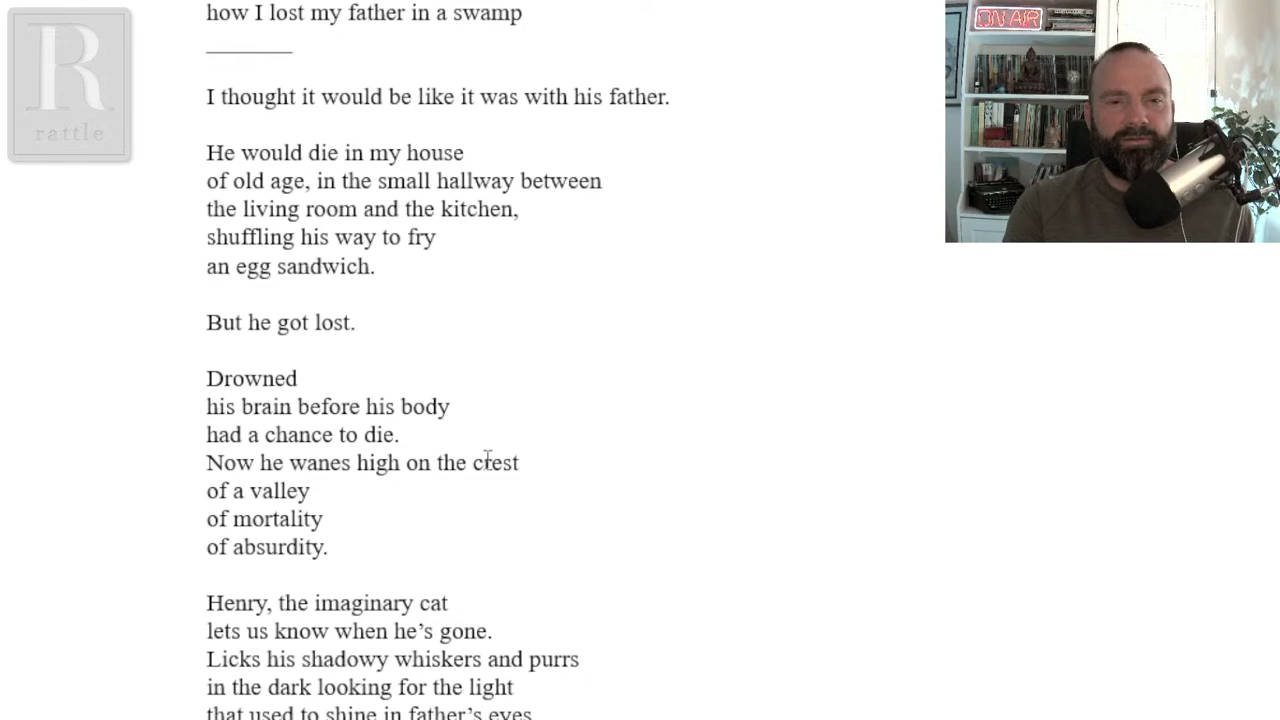 R
rattle
ON AIR
how I lost my father in a swamp
I thought it would be like it was with his father.
He would die in my house
of old age, in the small hallway between
the living room and the kitchen,
shuffling his way to fry
an egg sandwich.
But he got lost.
Drowned
his brain before his body
had a chance to die.
Now he wanes high on the crest
of a valley
of mortality
of absurdity.
Henry, the imaginary cat
lets us know when he’s gone.
Licks his shadowy whiskers and purrs
in the dark looking for the light
that used to shine in father’s eyes